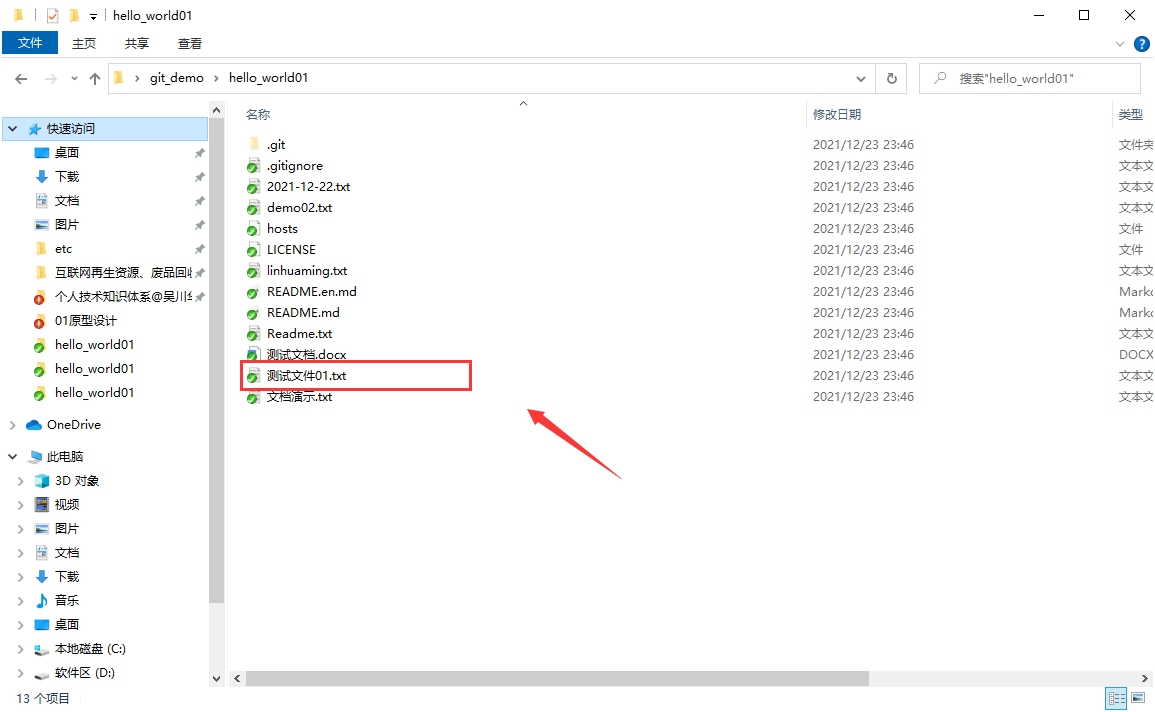 hello_world01
文件 主页 共享 查看
git_demo hello_world01 搜索"hello_world01"
名称 修改日期 类型
快速访问
桌面
下载
文档
图片
etc
互联网再生资源、废品回收
个人技术知识体系@吴川华
01原型设计
hello_world01
hello_world01
hello_world01
OneDrive
此电脑
3D 对象
视频
图片
文档
下载
音乐
桌面
本地磁盘 (C:)
软件区 (D:)
.git 2021/12/23 23:46 文件夹
.gitignore 2021/12/23 23:46 文本文
2021-12-22.txt 2021/12/23 23:46 文本文
demo02.txt 2021/12/23 23:46 文本文
hosts 2021/12/23 23:46 文件
LICENSE 2021/12/23 23:46 文件
linhuaming.txt 2021/12/23 23:46 文本文
README.en.md 2021/12/23 23:46 Marko
README.md 2021/12/23 23:46 Marko
Readme.txt 2021/12/23 23:46 文本文
测试文档.docx 2021/12/23 23:46 DOCX
测试文件01.txt 2021/12/23 23:46 文本文
文档演示.txt 2021/12/23 23:46 文本文
13 个项目